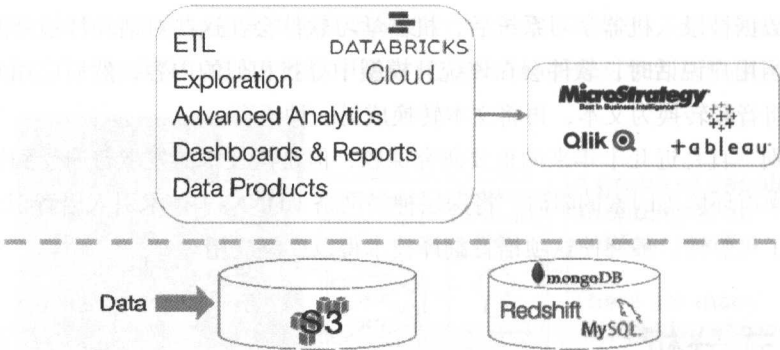 ETL
DATABRICKS
Cloud
Exploration
Advanced Analytics
Dashboards & Reports
Data Products
MicroStrategy
Best in Business Intelligence
Qlik
+ableau
Data
S3
mongoDB
Redshift
MySQL